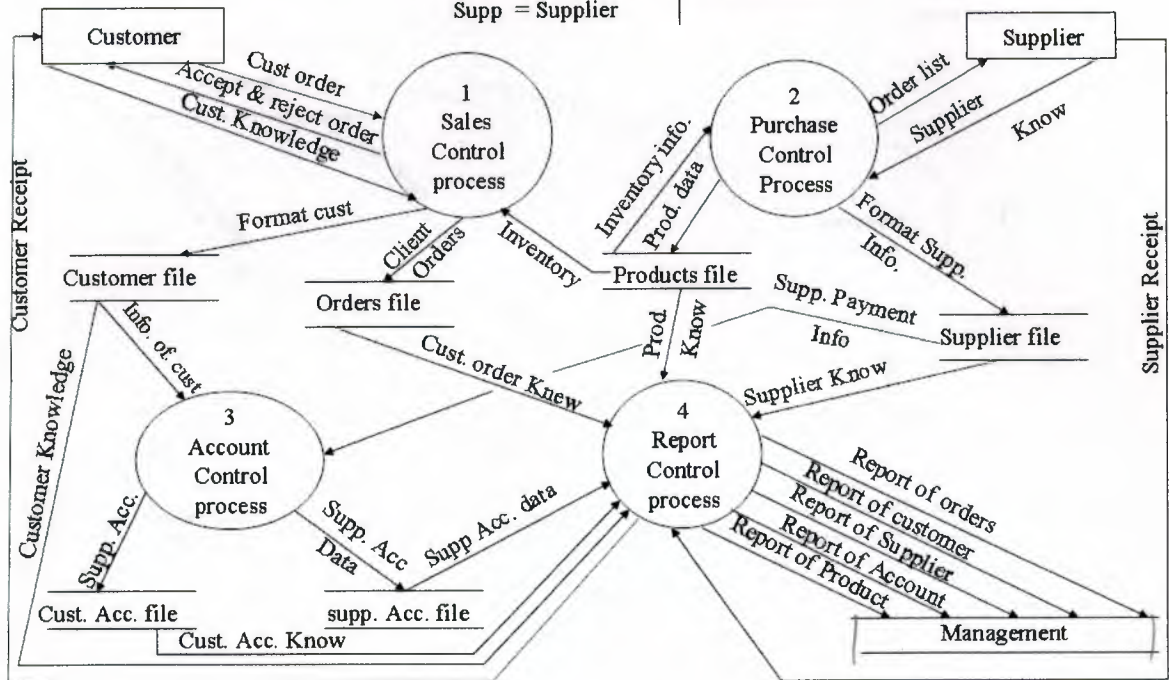 Supp = Supplier
Customer
Supplier
Cust order
Accept & reject order
Cust. Knowledge
1
Sales
Control
process
2
Purchase
Control
Process
Order list
Supplier
Know
Customer Receipt
Supplier Receipt
Format cust
Client
Orders
Inventory
Inventory info.
Prod. data
Format Supp.
Info.
Customer file
Orders file
Products file
Supp. Payment
Info
Supplier file
Info. of. cust
Cust. order Knew
Prod.
Know
Supplier Know
Customer Knowledge
3
Account
Control
process
4
Report
Control
process
Supp. Acc.
Supp. Acc
Data
Supp Acc. data
Report of orders
Report of customer
Report of Supplier
Report of Account
Report of Product
Cust. Acc. file
supp. Acc. file
Cust. Acc. Know
Management